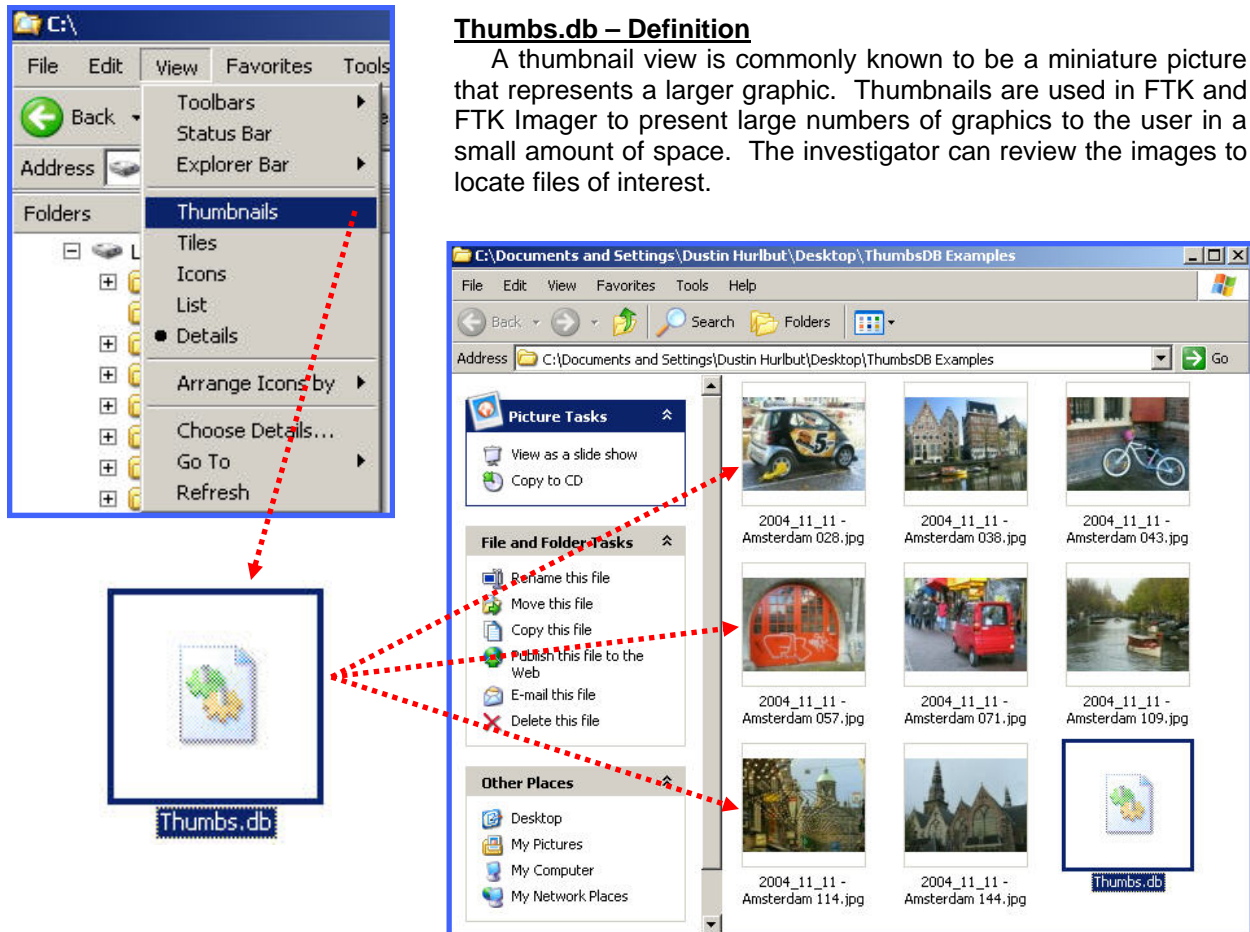 C:\
File Edit View Favorites Tools
Back
Address
Folders
Toolbars
Status Bar
Explorer Bar
Thumbnails
Tiles
Icons
List
Details
Arrange Icons by
Choose Details...
Go To
Refresh
Thumbs.db
Thumbs.db – Definition
A thumbnail view is commonly known to be a miniature picture
that represents a larger graphic. Thumbnails are used in FTK and
FTK Imager to present large numbers of graphics to the user in a
small amount of space. The investigator can review the images to
locate files of interest.
C:\Documents and Settings\Dustin Hurlbut\Desktop\ThumbsDB Examples
File Edit View Favorites Tools Help
Back Search Folders
Address C:\Documents and Settings\Dustin Hurlbut\Desktop\ThumbsDB Examples Go
Picture Tasks
View as a slide show
Copy to CD
File and Folder Tasks
Rename this file
Move this file
Copy this file
Publish this file to the
Web
E-mail this file
Delete this file
Other Places
Desktop
My Pictures
My Computer
My Network Places
5
2004_11_11 -
Amsterdam 028.jpg
2004_11_11 -
Amsterdam 038.jpg
2004_11_11 -
Amsterdam 043.jpg
2004_11_11 -
Amsterdam 057.jpg
2004_11_11 -
Amsterdam 071.jpg
2004_11_11 -
Amsterdam 109.jpg
2004_11_11 -
Amsterdam 114.jpg
2004_11_11 -
Amsterdam 144.jpg
Thumbs.db